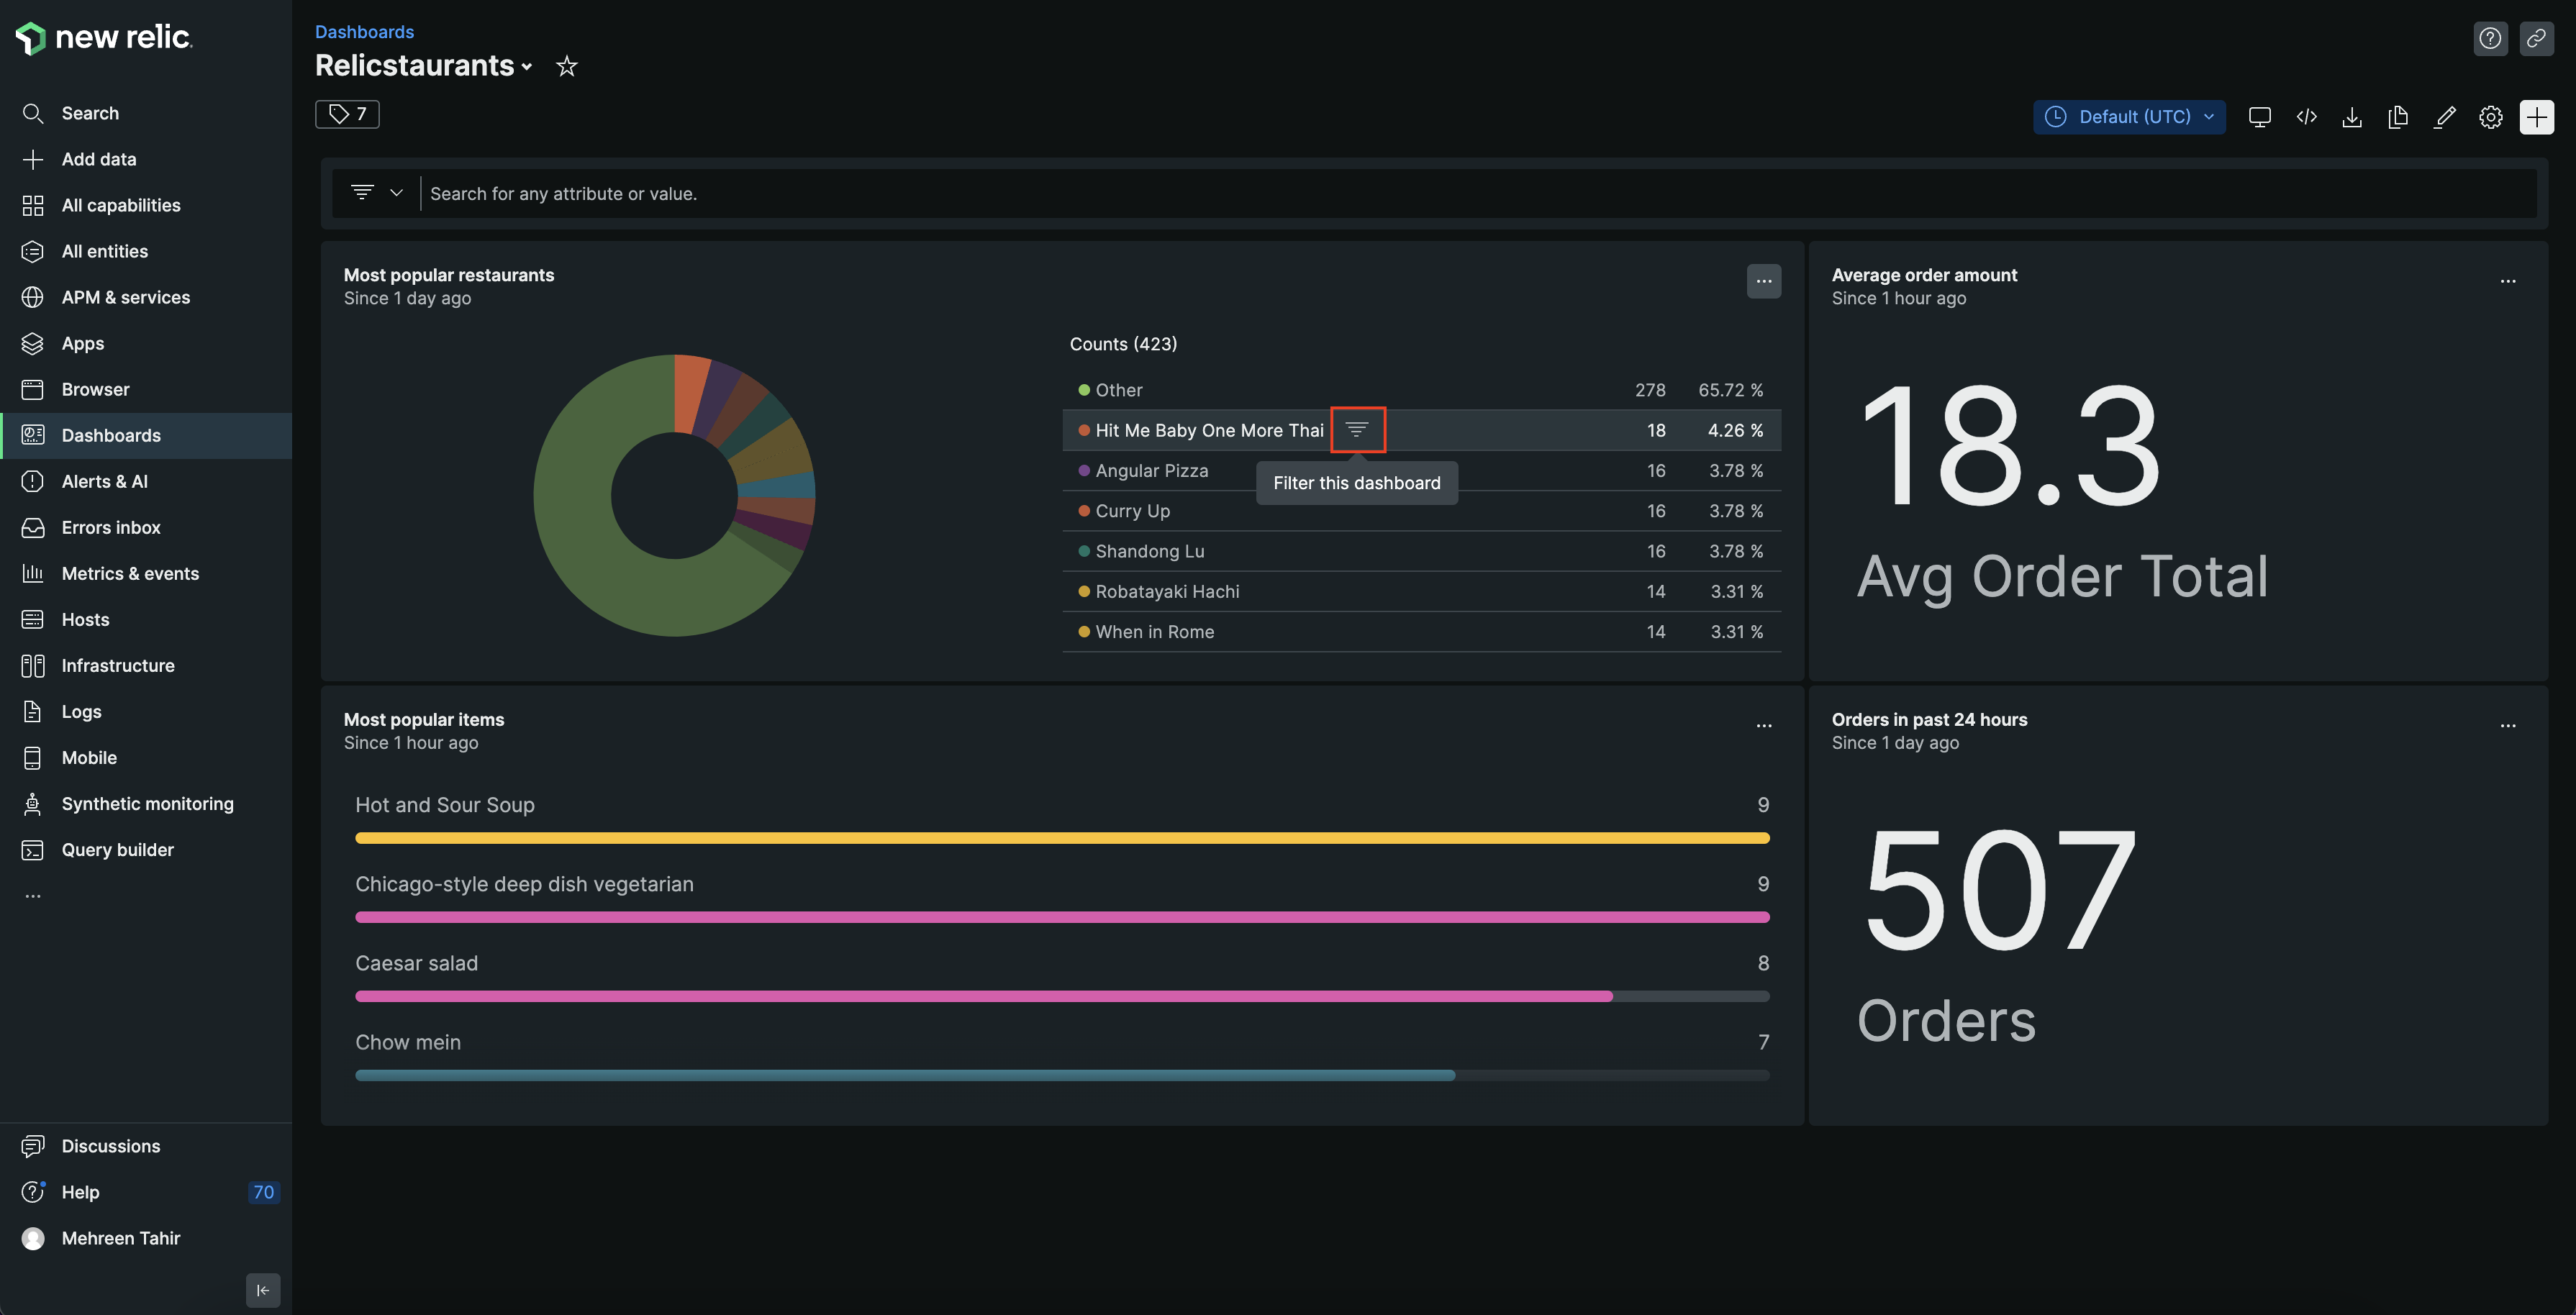 new relic.
Search
Add data
All capabilities
All entities
APM & services
Apps
Browser
Dashboards
Alerts & AI
Errors inbox
Metrics & events
Hosts
Infrastructure
Logs
Mobile
Synthetic monitoring
Query builder
...
Discussions
Help 70
Mehreen Tahir
Dashboards
Relicstaurants
7
Default (UTC)
Search for any attribute or value.
Most popular restaurants
Since 1 day ago
Counts (423)
Other 278 65.72 %
Hit Me Baby One More Thai 18 4.26 %
Angular Pizza 16 3.78 %
Filter this dashboard
Curry Up 16 3.78 %
Shandong Lu 16 3.78 %
Robatayaki Hachi 14 3.31 %
When in Rome 14 3.31 %
Average order amount
Since 1 hour ago
18.3
Avg Order Total
Most popular items
Since 1 hour ago
Hot and Sour Soup 9
Chicago-style deep dish vegetarian 9
Caesar salad 8
Chow mein 7
Orders in past 24 hours
Since 1 day ago
507
Orders